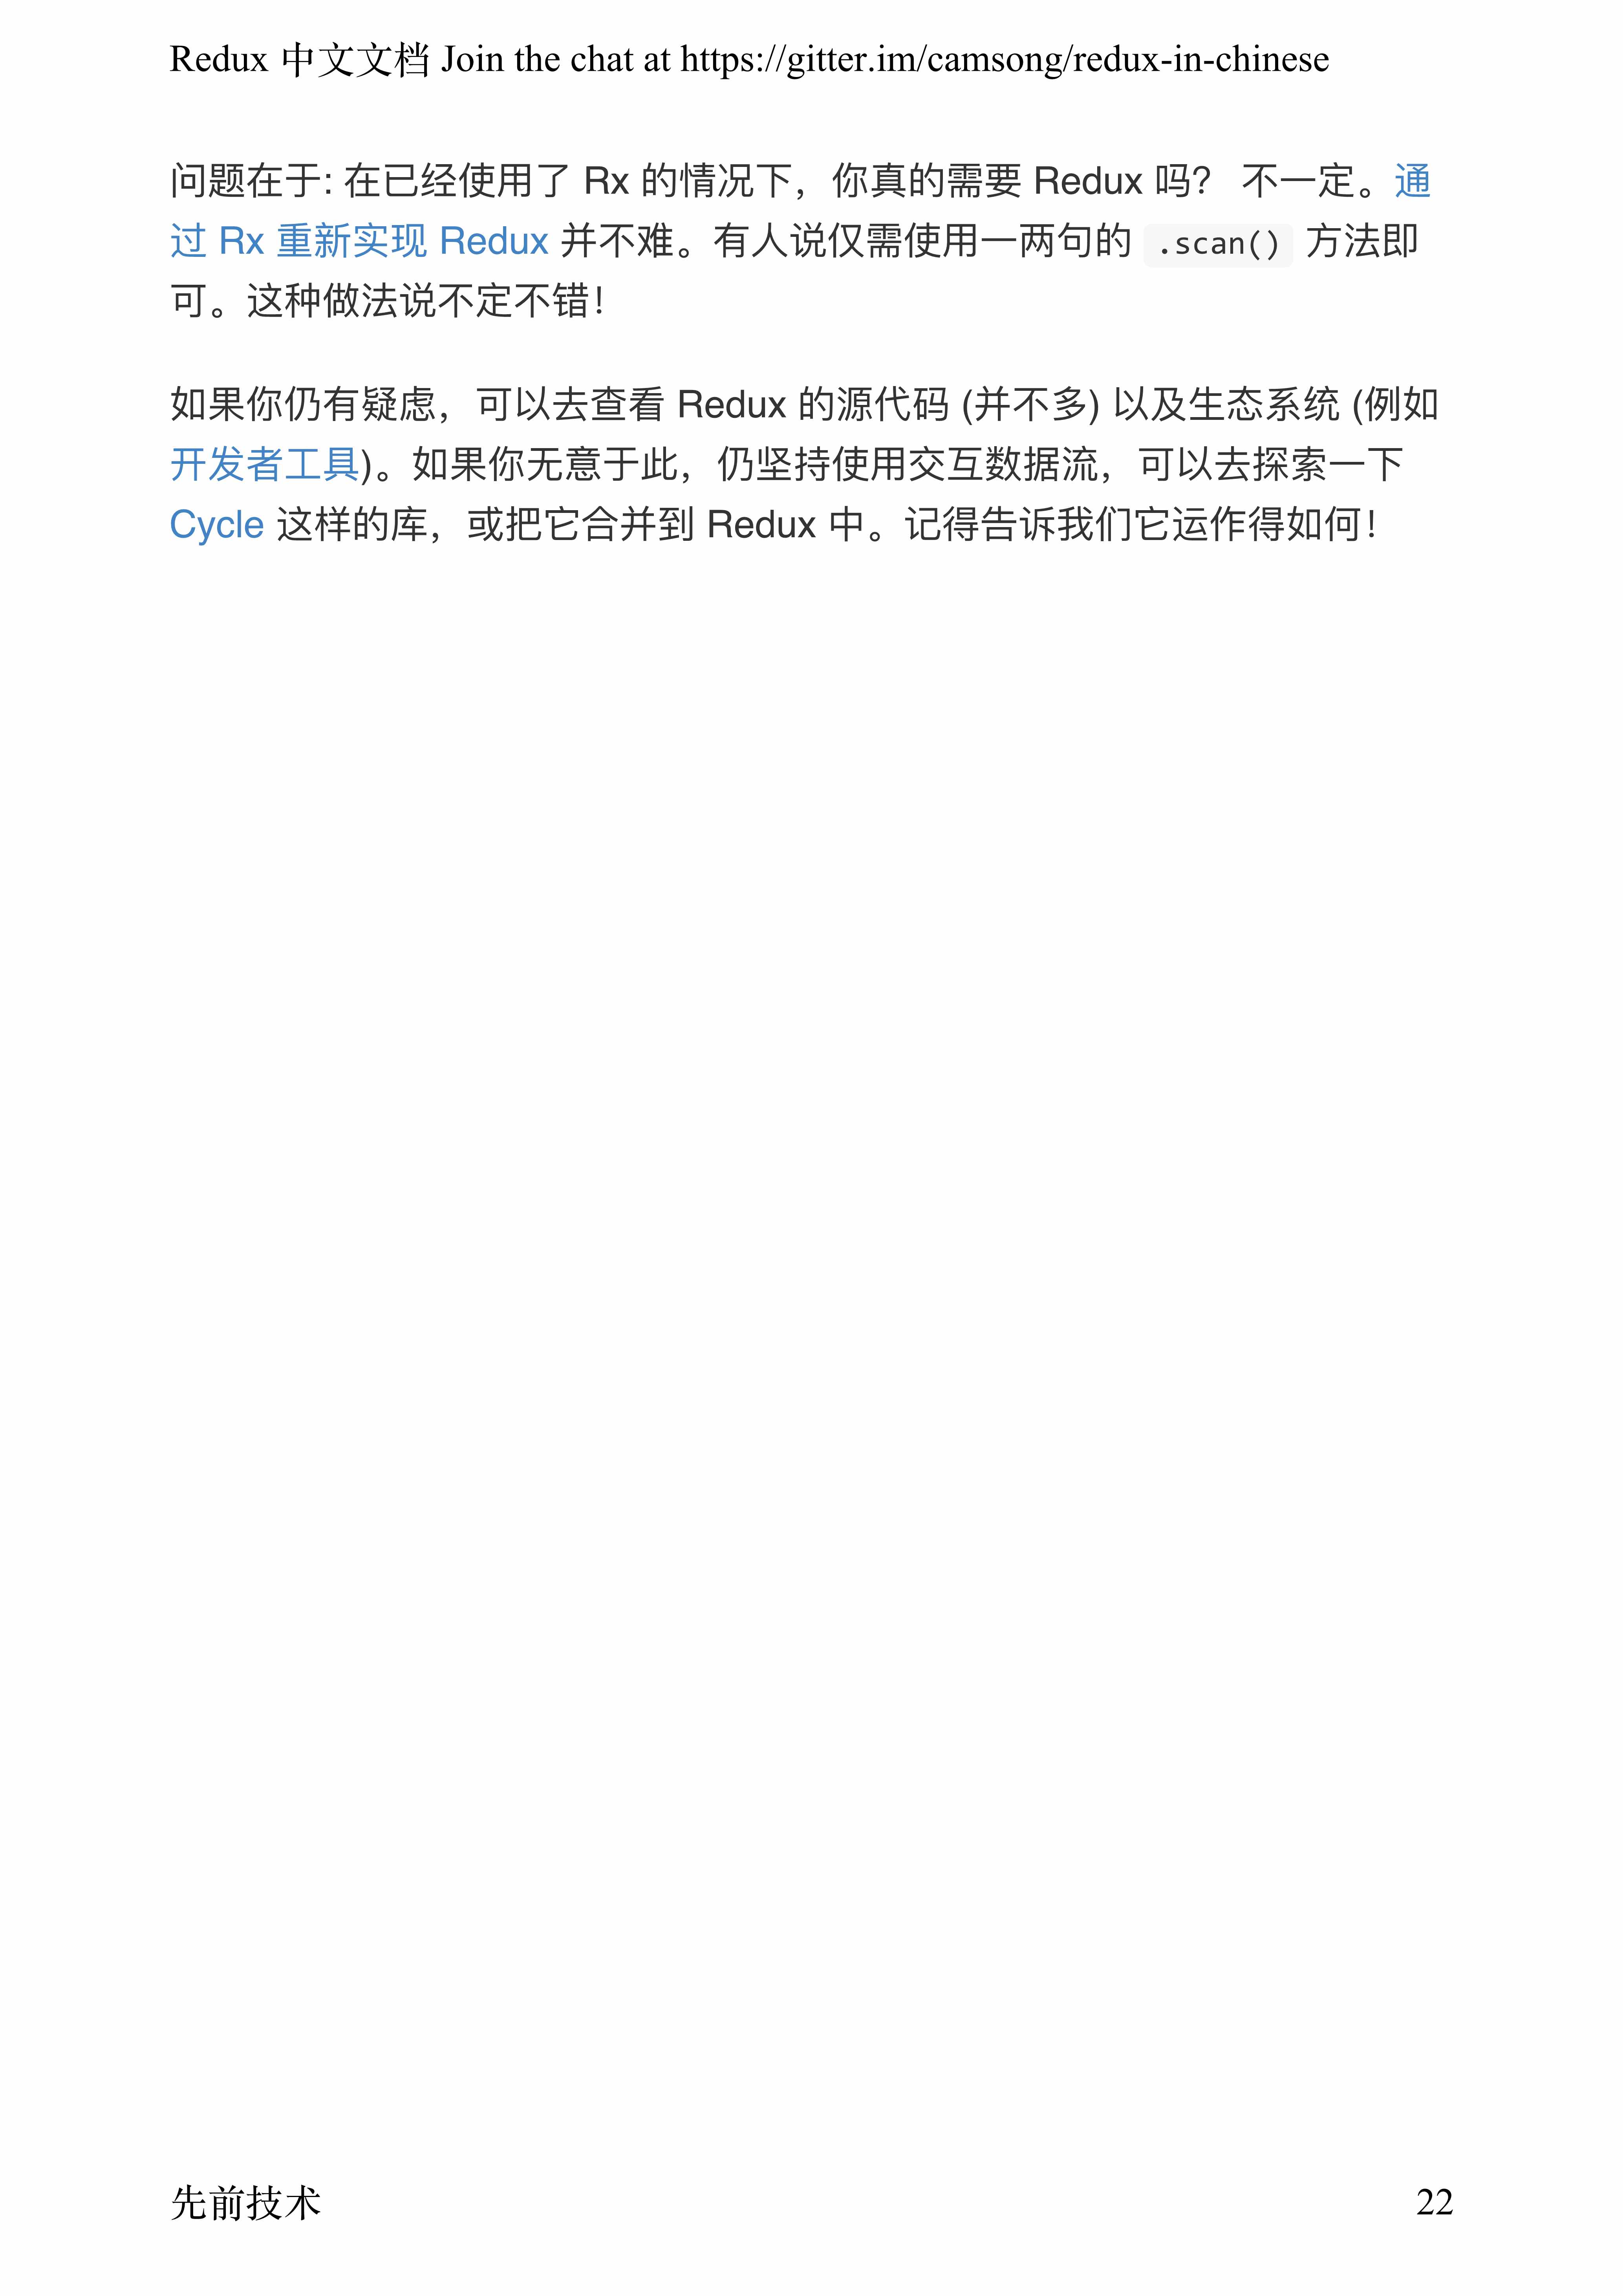 Redux 中文文档 Join the chat at https://gitter.im/camsong/redux-in-chinese
问题在于: 在已经使用了 Rx 的情况下，你真的需要 Redux 吗？ 不一定。通
过 Rx 重新实现 Redux 并不难。有人说仅需使用一两句的 .scan() 方法即
可。这种做法说不定不错！
如果你仍有疑虑，可以去查看 Redux 的源代码 (并不多) 以及生态系统 (例如
开发者工具)。如果你无意于此，仍坚持使用交互数据流，可以去探索一下
Cycle 这样的库，或把它合并到 Redux 中。记得告诉我们它运作得如何！
先前技术 22